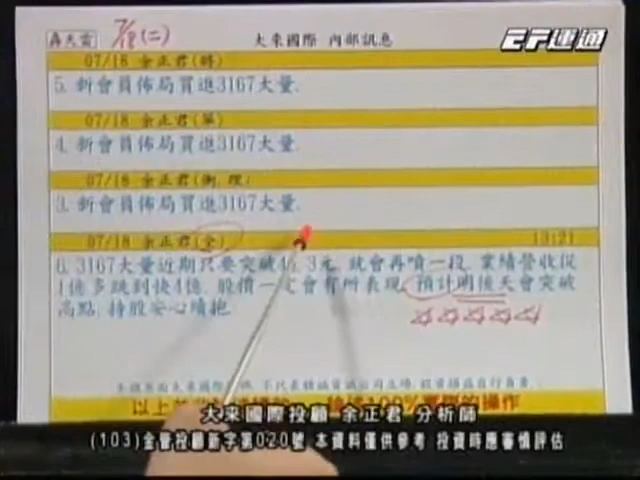 7/18(二)
大来國際 內部訊息
EF 運通
07/18 余正君(時)
5. 新會員佈局買進3167大量.
07/18 余正君(單)
4. 新會員佈局買進3167大量
07/18 余正君(衝,理)
3. 新會員佈局買進3167大量.
07/18 余正君(全) 13:21
6. 3167大量近期只要突破 3元, 就會再噴一段, 業績營收從
1億多跳到快4億, 股價一定會有所表現, 預計明後天會突破
高點, 持股安心續抱
大来國際投顧 余正君 分析師
(103)金管投顧新字第020號 本資料僅供參考 投資時應審慎評估